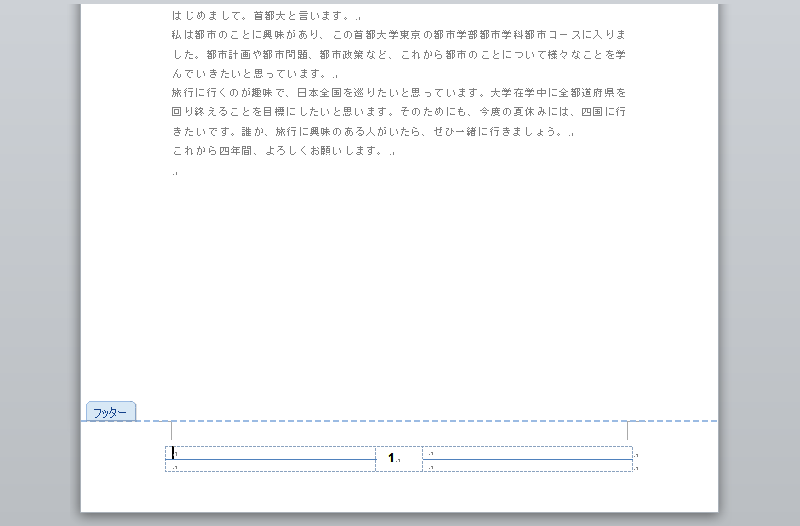 はじめまして。首都大と言います。
私は都市のことに興味があり、この首都大学東京の都市学部都市学科都市コースに入りま
した。都市計画や都市問題、都市政策など、これから都市のことについて様々なことを学
んでいきたいと思っています。
旅行に行くのが趣味で、日本全国を巡りたいと思っています。大学在学中に全都道府県を
回り終えることを目標にしたいと思います。そのためにも、今度の夏休みには、四国に行
きたいです。誰か、旅行に興味のある人がいたら、ぜひ一緒に行きましょう。
これから四年間、よろしくお願いします。
フッター
1